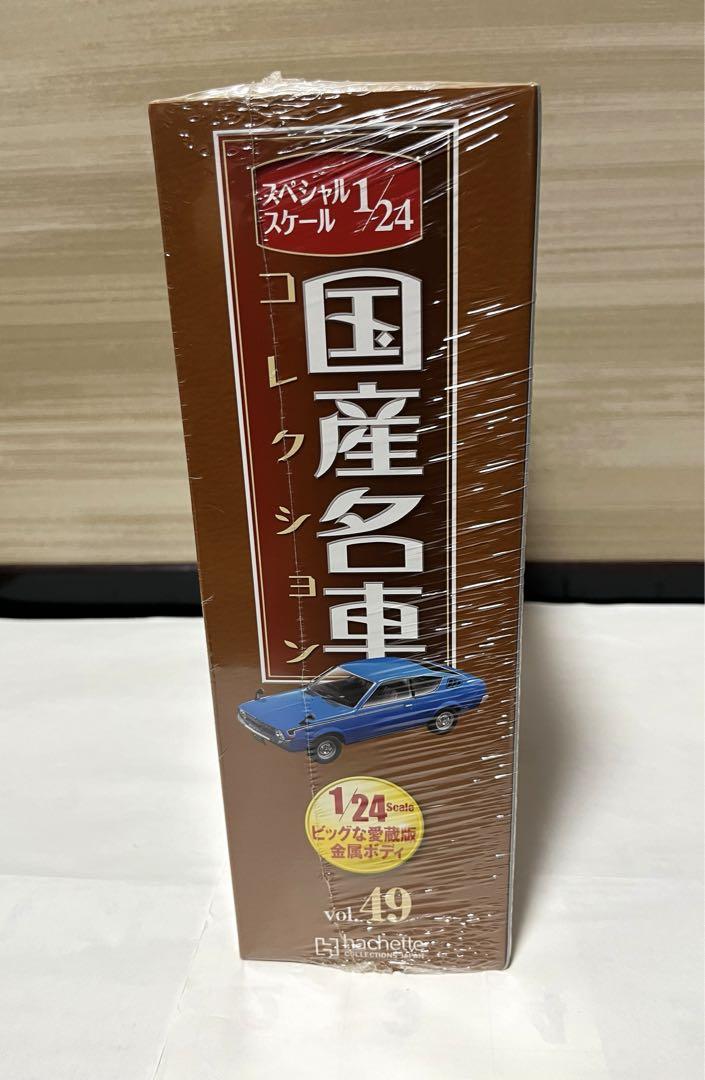 スペシャル
スケール 1/24
国産名車
コレクション
1/24 Scale
ビッグな愛蔵版
金属ボディ
vol. 49
hachette
COLLECTIONS JAPAN